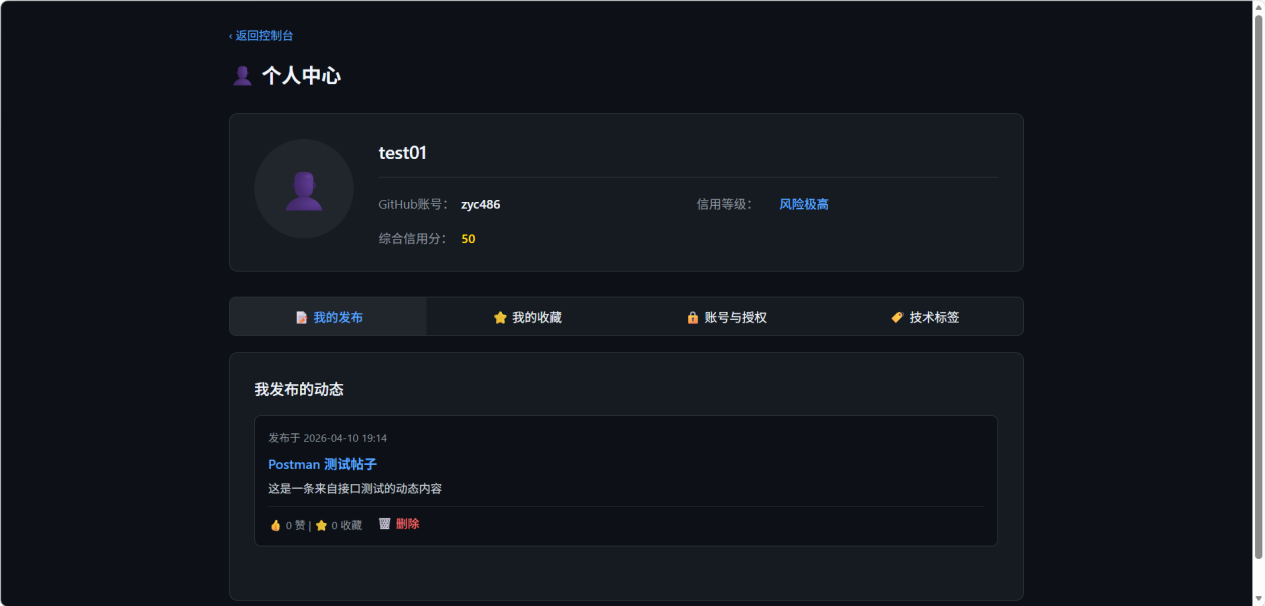 ‹ 返回控制台
个人中心
test01
GitHub账号： zyc486 信用等级： 风险极高
综合信用分： 50
我的发布 我的收藏 账号与授权 技术标签
我发布的动态
发布于 2026-04-10 19:14
Postman 测试帖子
这是一条来自接口测试的动态内容
0 赞 | 0 收藏 删除